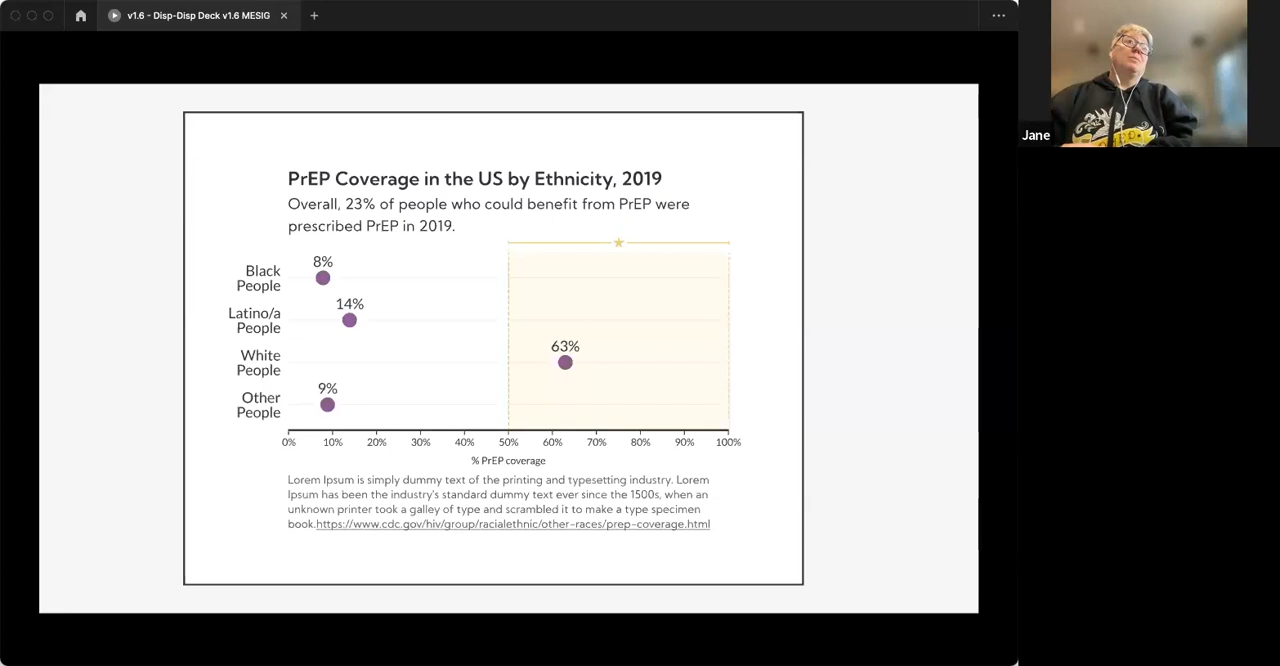 v1.6 - Disp-Disp Deck v1.6 MESIG
Jane
PrEP Coverage in the US by Ethnicity, 2019
Overall, 23% of people who could benefit from PrEP were
prescribed PrEP in 2019.
Black
People
8%
Latino/a
People
14%
White
People
63%
Other
People
9%
0% 10% 20% 30% 40% 50% 60% 70% 80% 90% 100%
% PrEP coverage
Lorem Ipsum is simply dummy text of the printing and typesetting industry. Lorem
Ipsum has been the industry's standard dummy text ever since the 1500s, when an
unknown printer took a galley of type and scrambled it to make a type specimen
book.https://www.cdc.gov/hiv/group/racialethnic/other-races/prep-coverage.html